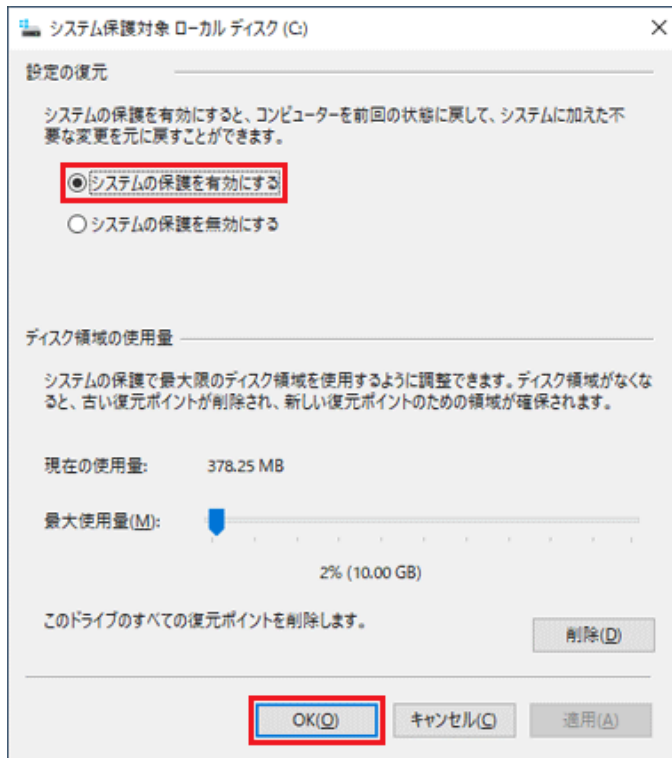 システム保護対象 ローカル ディスク (C:)
設定の復元
システムの保護を有効にすると、コンピューターを前回の状態に戻して、システムに加えた不
要な変更を元に戻すことができます。
システムの保護を有効にする
システムの保護を無効にする
ディスク領域の使用量
システムの保護で最大限のディスク領域を使用するように調整できます。ディスク領域がなくな
ると、古い復元ポイントが削除され、新しい復元ポイントのための領域が確保されます。
現在の使用量: 378.25 MB
最大使用量(M):
2% (10.00 GB)
このドライブのすべての復元ポイントを削除します。
削除(D)
OK(O) キャンセル(C) 適用(A)